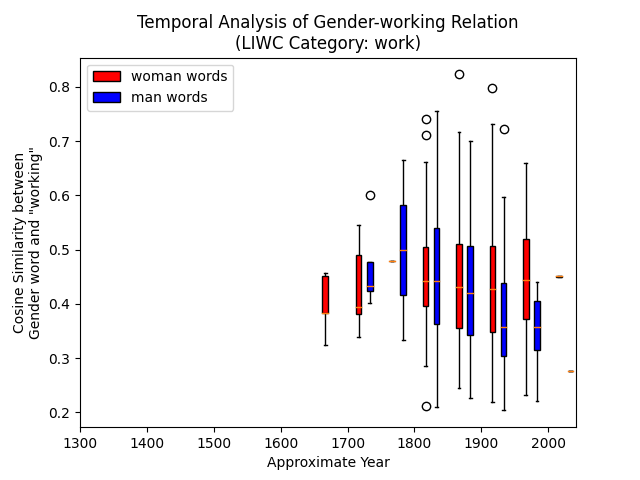 Temporal Analysis of Gender-working Relation
(LIWC Category: work)
woman words
man words
Cosine Similarity between
Gender word and "working"
0.8
0.7
0.6
0.5
0.4
0.3
0.2
1300 1400 1500 1600 1700 1800 1900 2000
Approximate Year